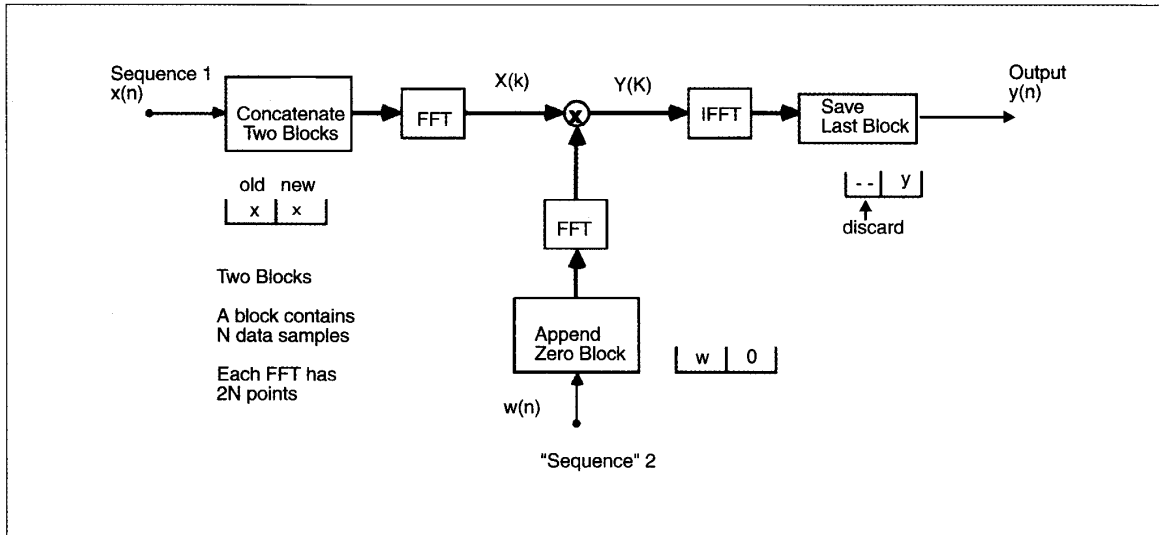 Sequence 1
x(n)
Concatenate
Two Blocks
FFT
X(k)
X
Y(K)
IFFT
Save
Last Block
Output
y(n)
old new
x x
-- y
discard
FFT
Two Blocks
A block contains
N data samples
Each FFT has
2N points
Append
Zero Block
w 0
w(n)
"Sequence" 2